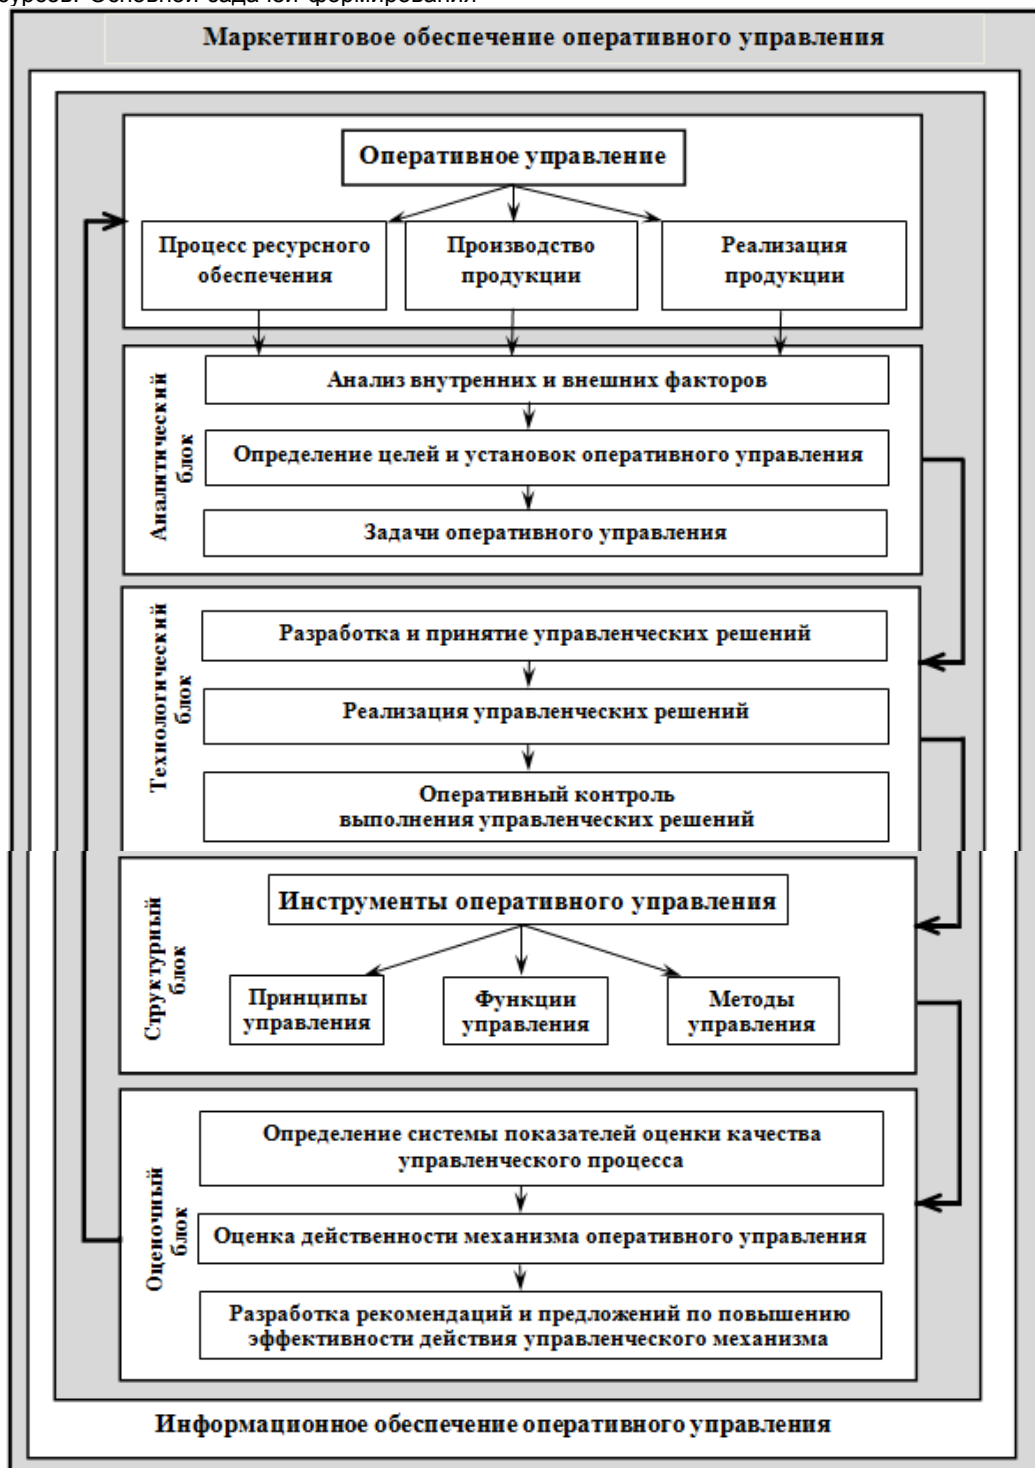 урсов. Основной задачей формирования
Маркетинговое обеспечение оперативного управления
Оперативное управление
Процесс ресурсного
обеспечения
Производство
продукции
Реализация
продукции
Аналитический
блок
Анализ внутренних и внешних факторов
Определение целей и установок оперативного управления
Задачи оперативного управления
Технологический
блок
Разработка и принятие управленческих решений
Реализация управленческих решений
Оперативный контроль
выполнения управленческих решений
Структурный
блок
Инструменты оперативного управления
Принципы
управления
Функции
управления
Методы
управления
Оценочный
блок
Определение системы показателей оценки качества
управленческого процесса
Оценка действенности механизма оперативного управления
Разработка рекомендаций и предложений по повышению
эффективности действия управленческого механизма
Информационное обеспечение оперативного управления